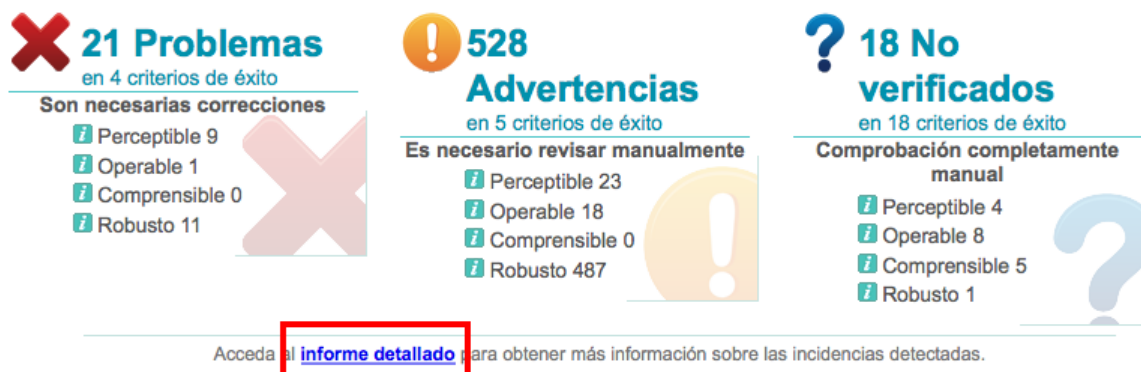 21 Problemas
en 4 criterios de éxito
Son necesarias correcciones
Perceptible 9
Operable 1
Comprensible 0
Robusto 11
528
Advertencias
en 5 criterios de éxito
Es necesario revisar manualmente
Perceptible 23
Operable 18
Comprensible 0
Robusto 487
18 No
verificados
en 18 criterios de éxito
Comprobación completamente
manual
Perceptible 4
Operable 8
Comprensible 5
Robusto 1
Acceda al informe detallado para obtener más información sobre las incidencias detectadas.